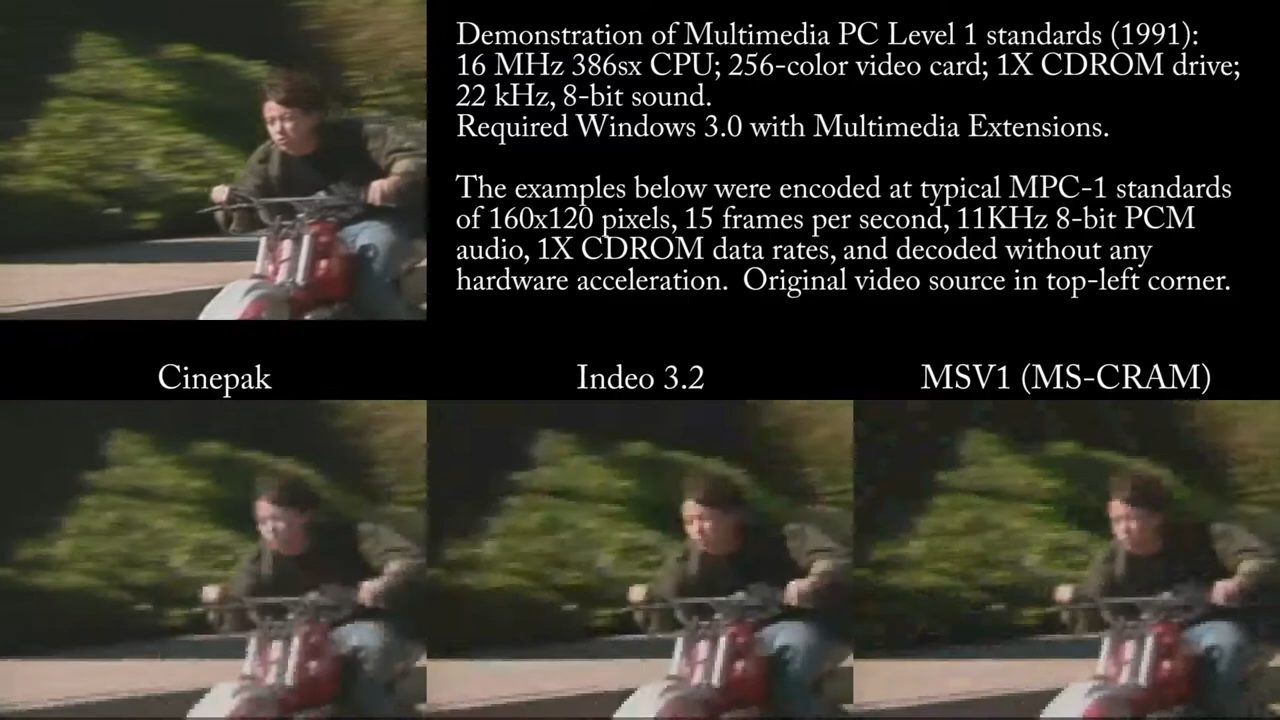 Demonstration of Multimedia PC Level 1 standards (1991):
16 MHz 386sx CPU; 256-color video card; 1X CDROM drive;
22 kHz, 8-bit sound.
Required Windows 3.0 with Multimedia Extensions.
The examples below were encoded at typical MPC-1 standards
of 160x120 pixels, 15 frames per second, 11KHz 8-bit PCM
audio, 1X CDROM data rates, and decoded without any
hardware acceleration.  Original video source in top-left corner.
Cinepak
Indeo 3.2
MSV1 (MS-CRAM)